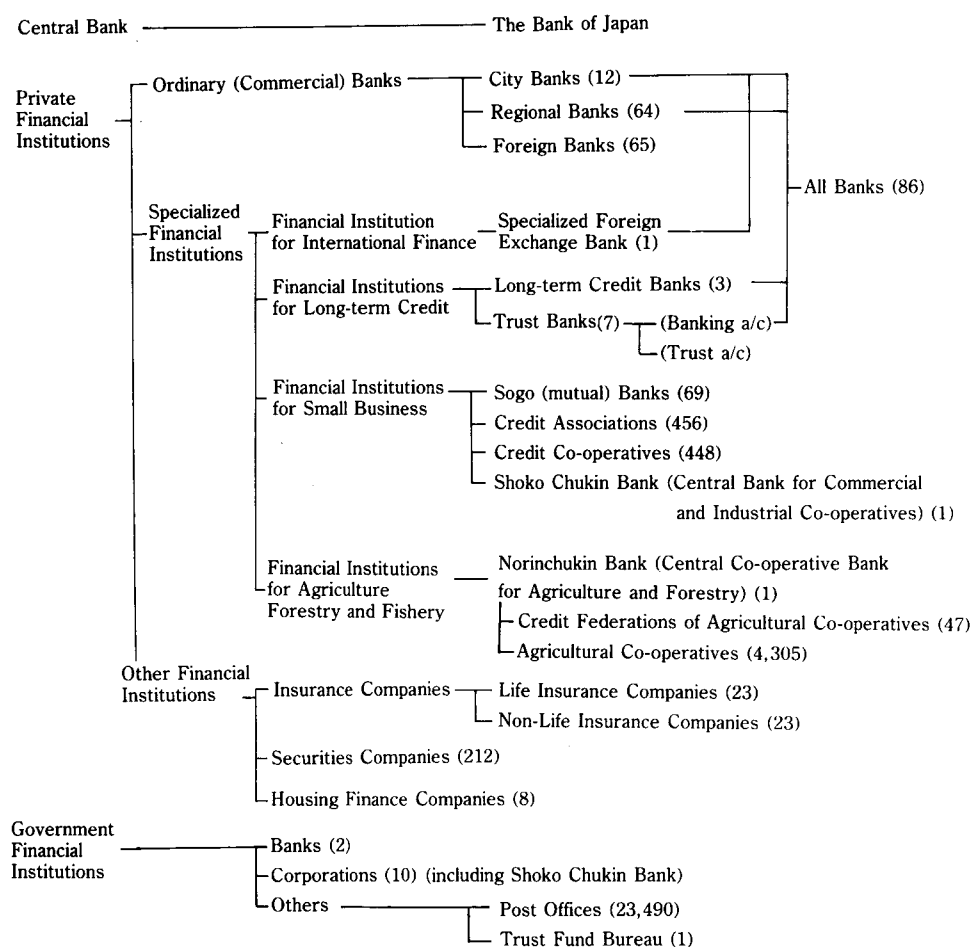 Central Bank
The Bank of Japan
Private
Financial
Institutions
Ordinary (Commercial) Banks
City Banks (12)
Regional Banks (64)
Foreign Banks (65)
All Banks (86)
Specialized
Financial
Institutions
Financial Institution
for International Finance
Specialized Foreign
Exchange Bank (1)
Financial Institutions
for Long-term Credit
Long-term Credit Banks (3)
Trust Banks(7)
(Banking a/c)
(Trust a/c)
Financial Institutions
for Small Business
Sogo (mutual) Banks (69)
Credit Associations (456)
Credit Co-operatives (448)
Shoko Chukin Bank (Central Bank for Commercial
and Industrial Co-operatives) (1)
Financial Institutions
for Agriculture
Forestry and Fishery
Norinchukin Bank (Central Co-operative Bank
for Agriculture and Forestry) (1)
Credit Federations of Agricultural Co-operatives (47)
Agricultural Co-operatives (4,305)
Other Financial
Institutions
Insurance Companies
Life Insurance Companies (23)
Non-Life Insurance Companies (23)
Securities Companies (212)
Housing Finance Companies (8)
Government
Financial
Institutions
Banks (2)
Corporations (10) (including Shoko Chukin Bank)
Others
Post Offices (23,490)
Trust Fund Bureau (1)